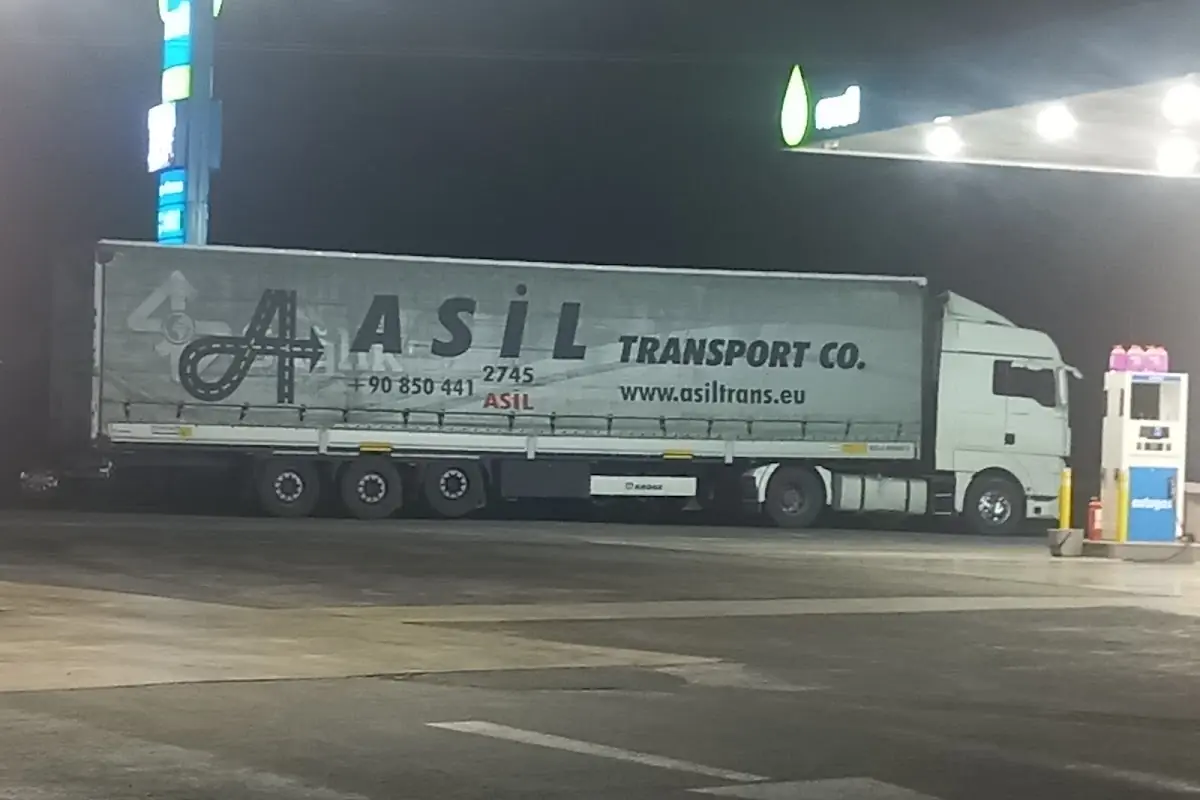 ASİL
TRANSPORT CO.
+90 850 441 2745
ASİL
www.asiltrans.eu
KRONE